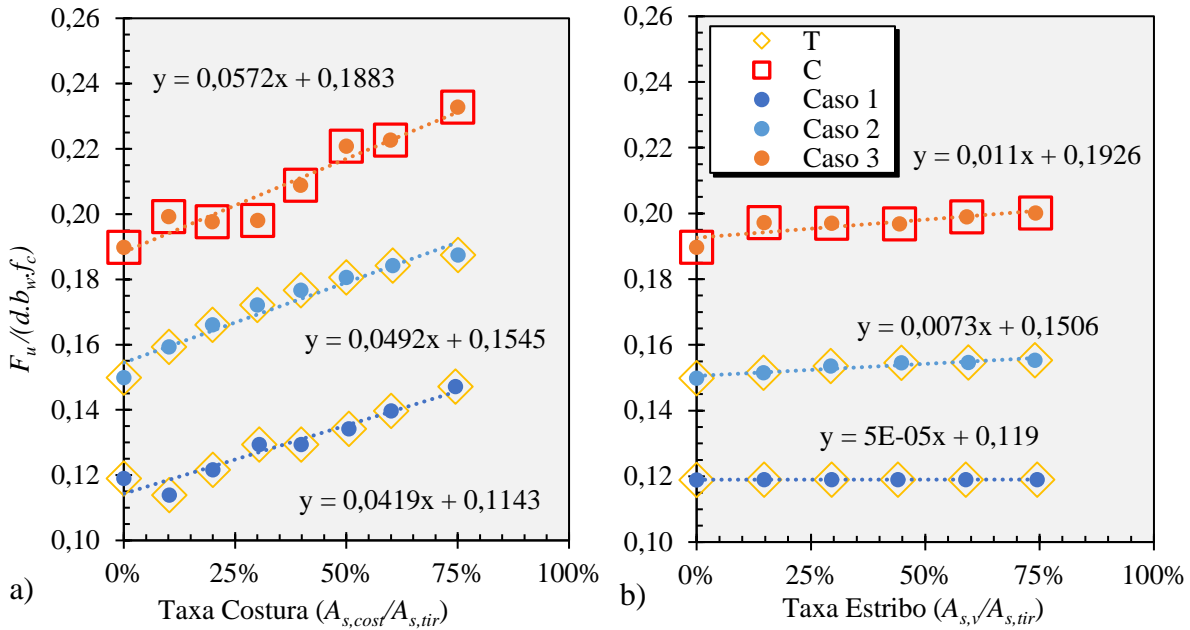 0,26
0,24
0,22
0,20
0,18
0,16
0,14
0,12
0,10
F_u/(d.b_w.f_c)
y = 0,0572x + 0,1883
y = 0,0492x + 0,1545
y = 0,0419x + 0,1143
0% 25% 50% 75% 100%
a)
Taxa Costura (A_s,cost/A_s,tir)
0,26
0,24
0,22
0,20
0,18
0,16
0,14
0,12
0,10
T
C
Caso 1
Caso 2
Caso 3
y = 0,011x + 0,1926
y = 0,0073x + 0,1506
y = 5E-05x + 0,119
0% 25% 50% 75% 100%
b)
Taxa Estribo (A_s,v/A_s,tir)